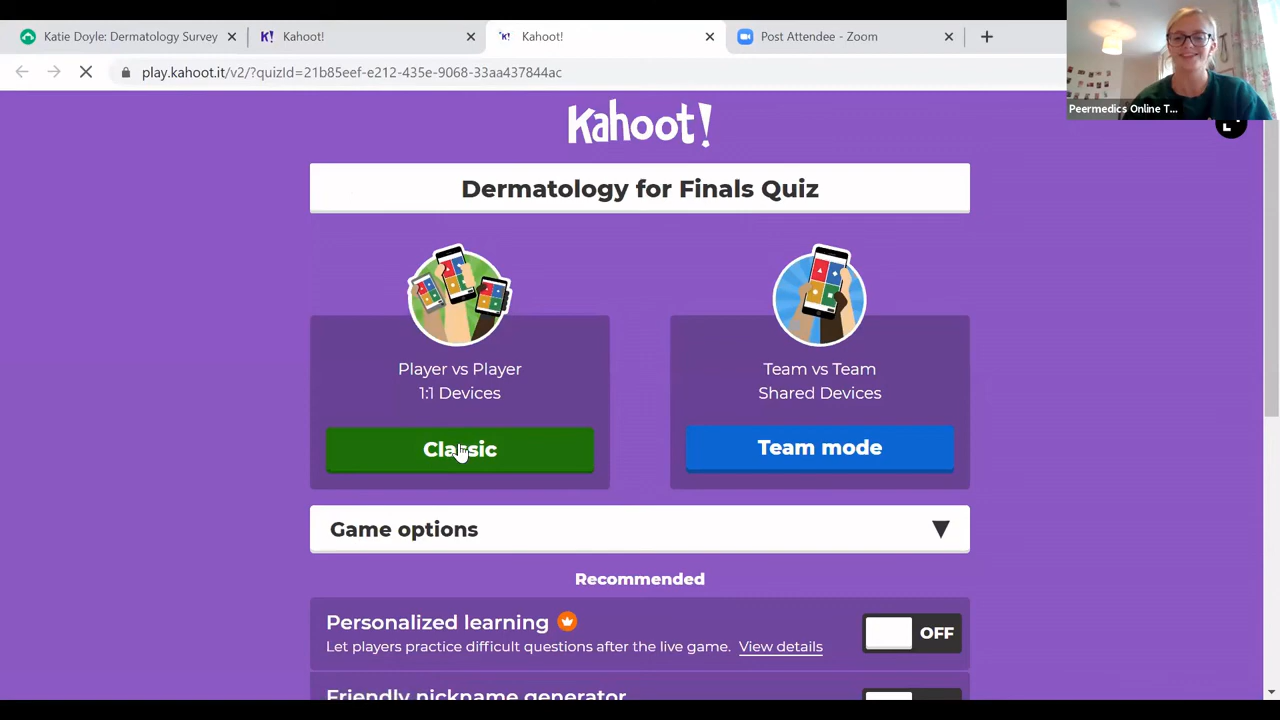 Katie Doyle: Dermatology Survey
Kahoot!
Kahoot!
Post Attendee - Zoom
play.kahoot.it/v2/?quizId=21b85eef-e212-435e-9068-33aa437844ac
Peermedics Online T...
Kahoot!
Dermatology for Finals Quiz
Player vs Player
1:1 Devices
Classic
Team vs Team
Shared Devices
Team mode
Game options
Recommended
Personalized learning
Let players practice difficult questions after the live game. View details
OFF
Friendly nickname generator